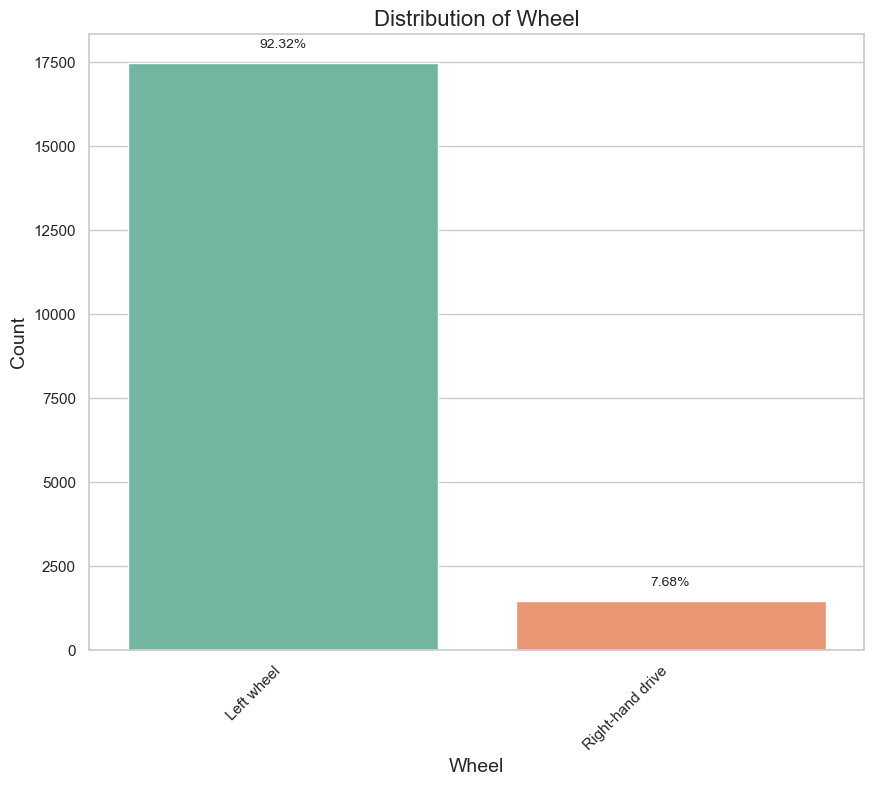 Distribution of Wheel
92.32%
17500
15000
12500
10000
7500
5000
2500
0
7.68%
Count
Left wheel
Right-hand drive
Wheel